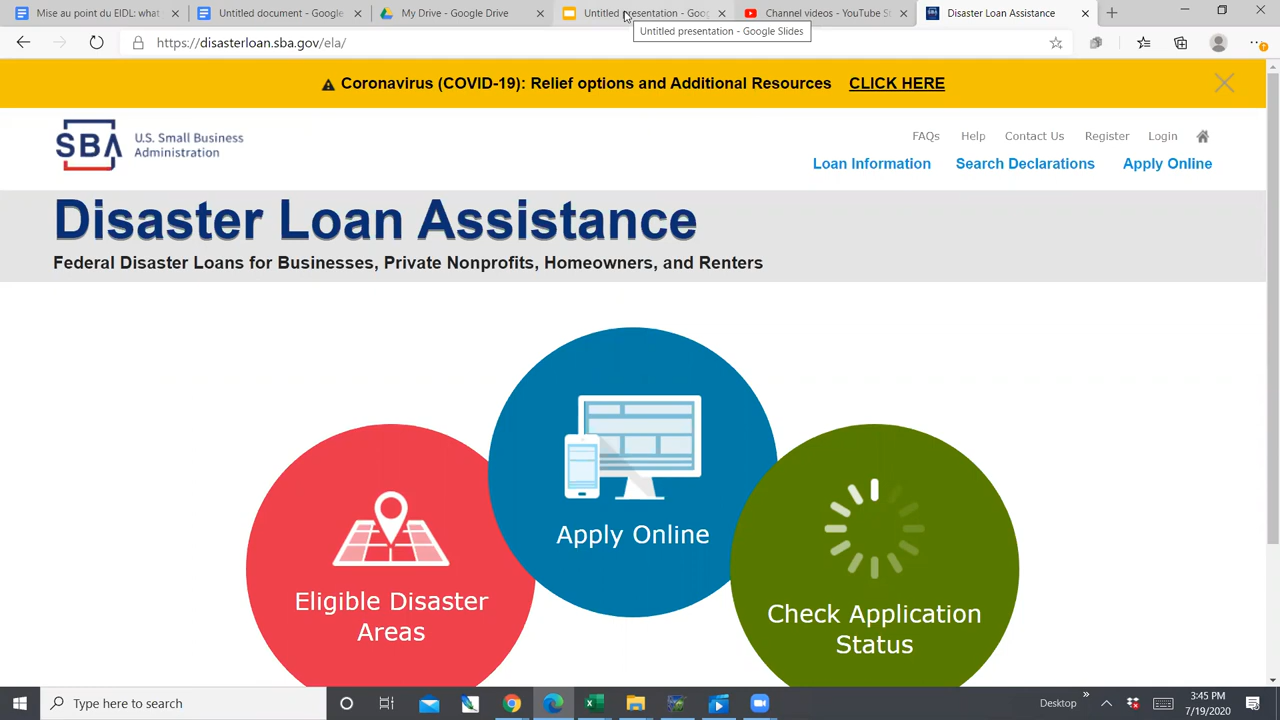 Mise au point du EIDL: what
Untitled document - Google
My Drive - Google Drive
Untitled presentation - Goog
Channel videos - YouTube St
Disaster Loan Assistance
Untitled presentation - Google Slides
https://disasterloan.sba.gov/ela/
Coronavirus (COVID-19): Relief options and Additional Resources CLICK HERE
SBA
U.S. Small Business
Administration
FAQs Help Contact Us Register Login
Loan Information Search Declarations Apply Online
Disaster Loan Assistance
Federal Disaster Loans for Businesses, Private Nonprofits, Homeowners, and Renters
Apply Online
Eligible Disaster
Areas
Check Application
Status
Type here to search
Desktop
3:45 PM
7/19/2020